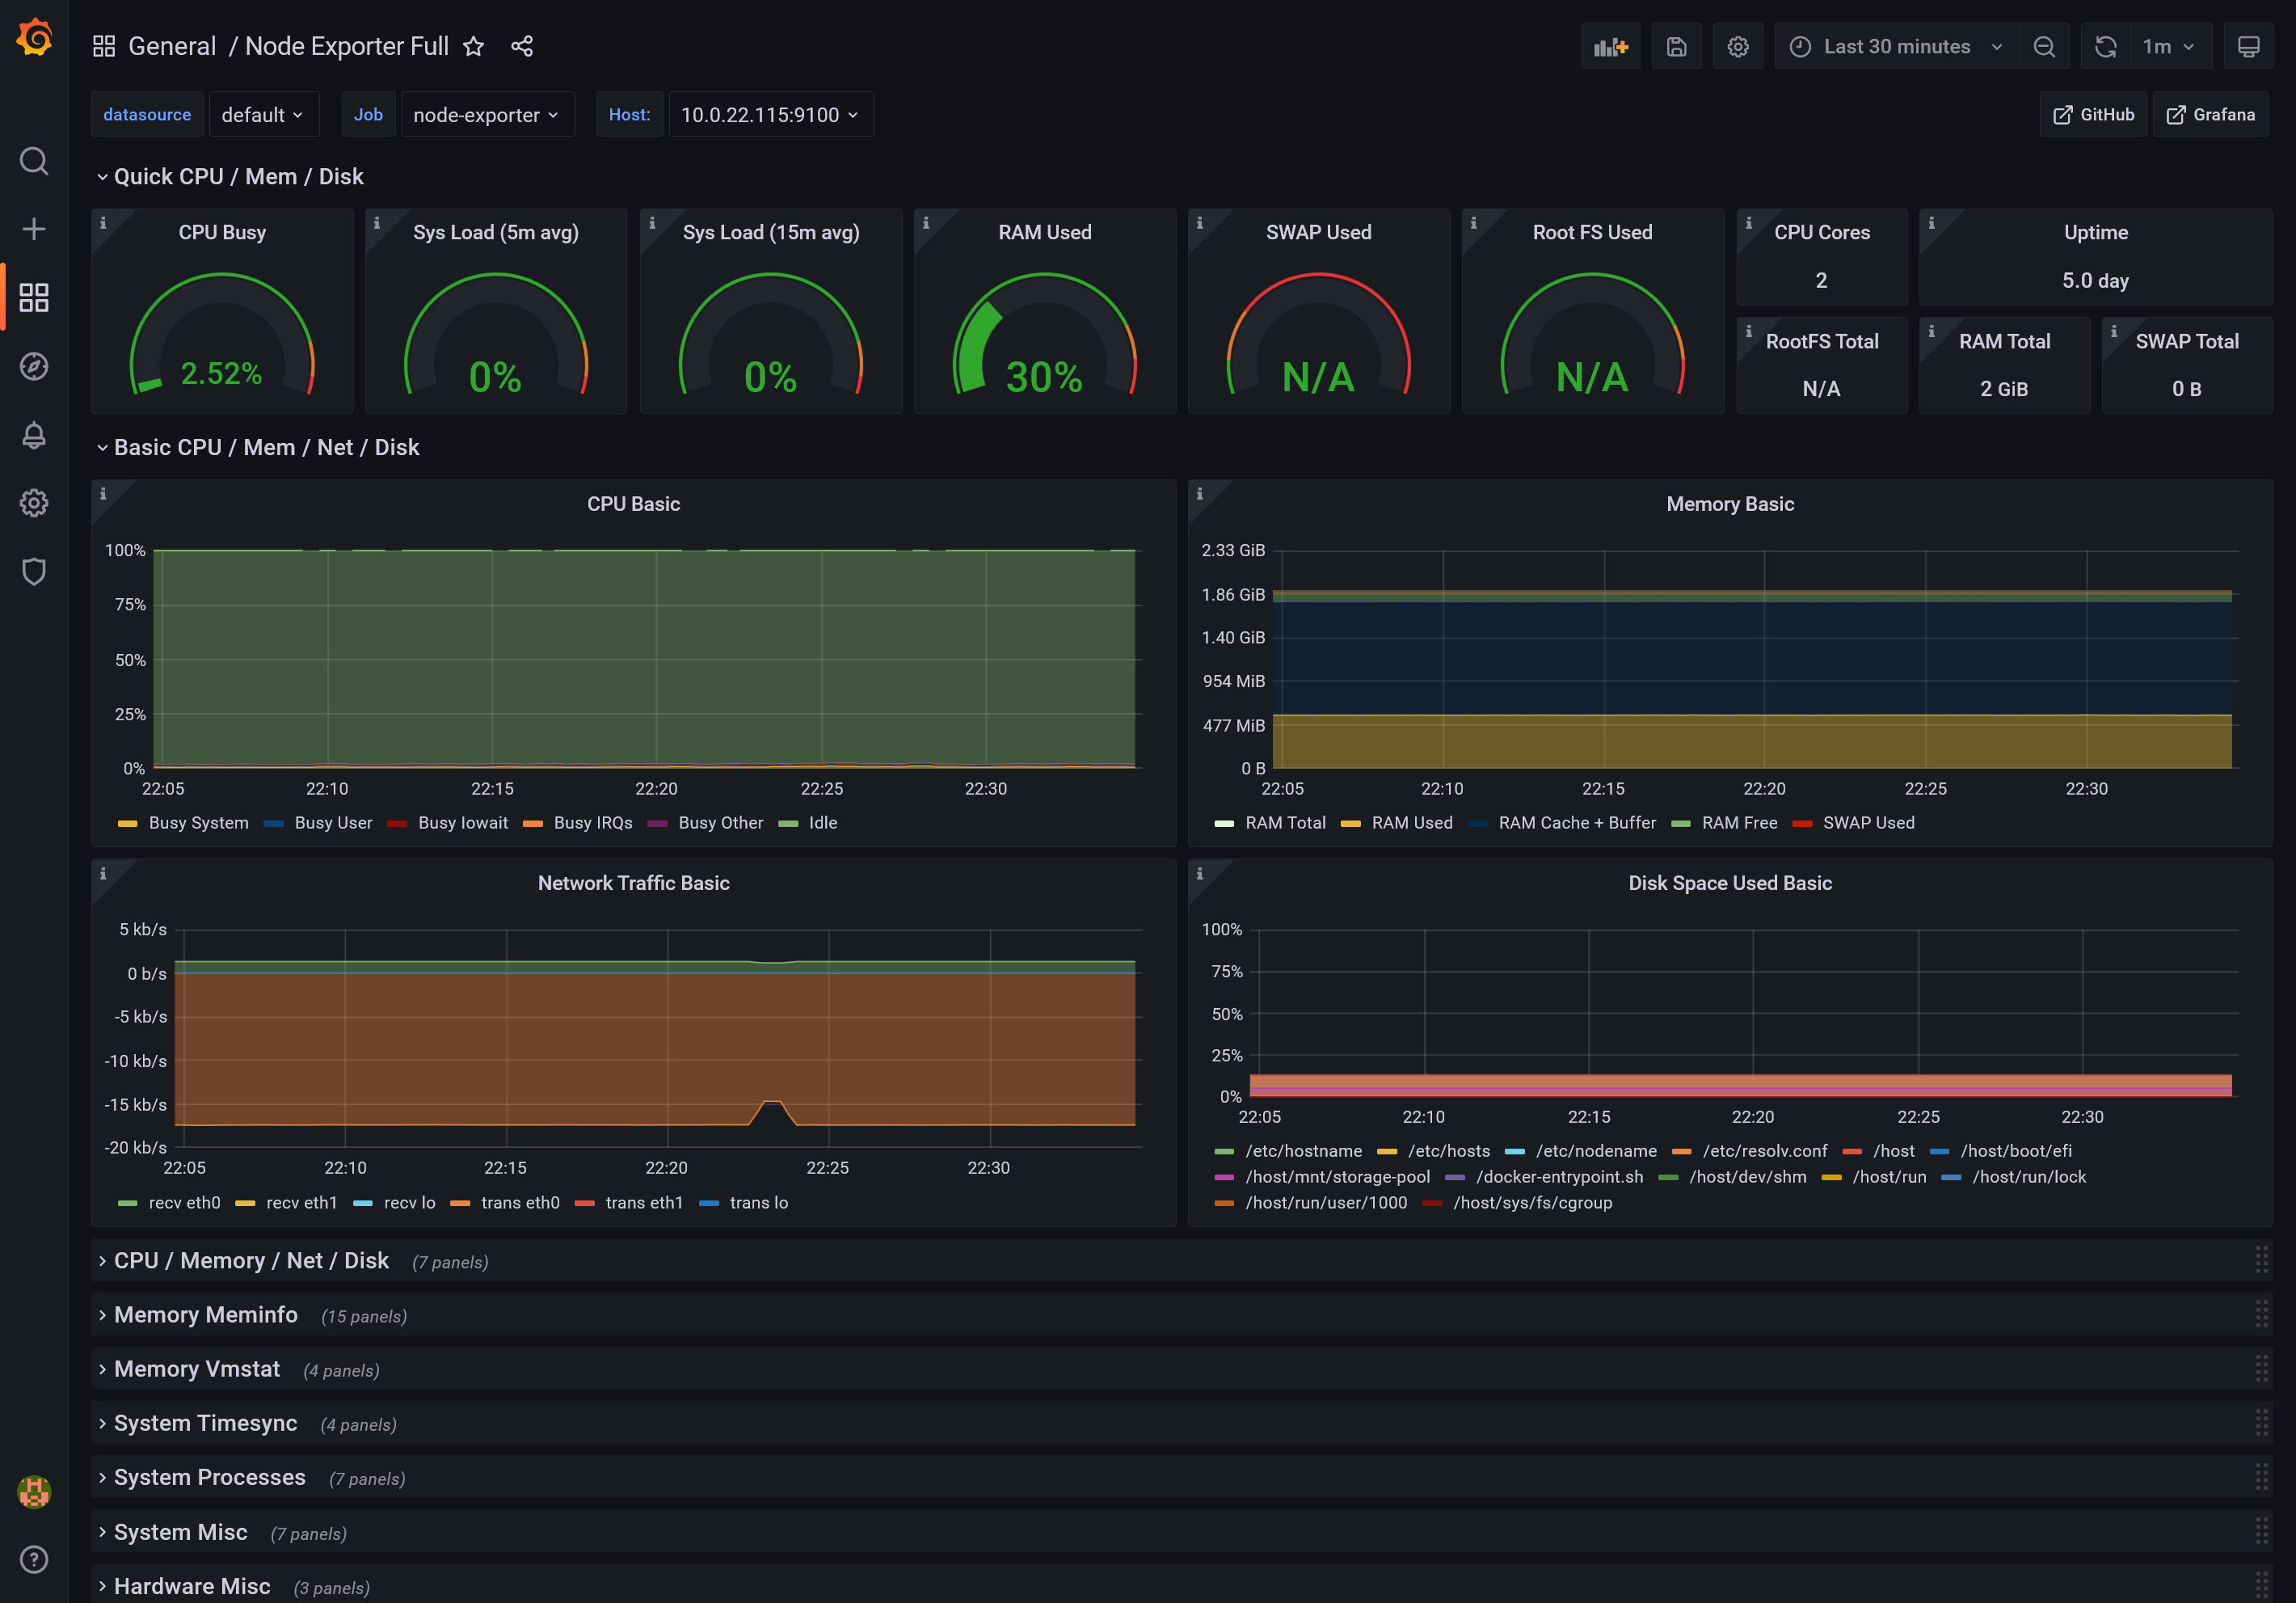 General / Node Exporter Full
Last 30 minutes
1m
datasource default Job node-exporter Host: 10.0.22.115:9100 GitHub Grafana
Quick CPU / Mem / Disk
CPU Busy
2.52%
Sys Load (5m avg)
0%
Sys Load (15m avg)
0%
RAM Used
30%
SWAP Used
N/A
Root FS Used
N/A
CPU Cores
2
Uptime
5.0 day
RootFS Total
N/A
RAM Total
2 GiB
SWAP Total
0 B
Basic CPU / Mem / Net / Disk
CPU Basic
100%
75%
50%
25%
0%
22:05 22:10 22:15 22:20 22:25 22:30
Busy System Busy User Busy Iowait Busy IRQs Busy Other Idle
Memory Basic
2.33 GiB
1.86 GiB
1.40 GiB
954 MiB
477 MiB
0 B
22:05 22:10 22:15 22:20 22:25 22:30
RAM Total RAM Used RAM Cache + Buffer RAM Free SWAP Used
Network Traffic Basic
5 kb/s
0 b/s
-5 kb/s
-10 kb/s
-15 kb/s
-20 kb/s
22:05 22:10 22:15 22:20 22:25 22:30
recv eth0 recv eth1 recv lo trans eth0 trans eth1 trans lo
Disk Space Used Basic
100%
75%
50%
25%
0%
22:05 22:10 22:15 22:20 22:25 22:30
/etc/hostname /etc/hosts /etc/nodename /etc/resolv.conf /host /host/boot/efi
/host/mnt/storage-pool /docker-entrypoint.sh /host/dev/shm /host/run /host/run/lock
/host/run/user/1000 /host/sys/fs/cgroup
CPU / Memory / Net / Disk (7 panels)
Memory Meminfo (15 panels)
Memory Vmstat (4 panels)
System Timesync (4 panels)
System Processes (7 panels)
System Misc (7 panels)
Hardware Misc (3 panels)